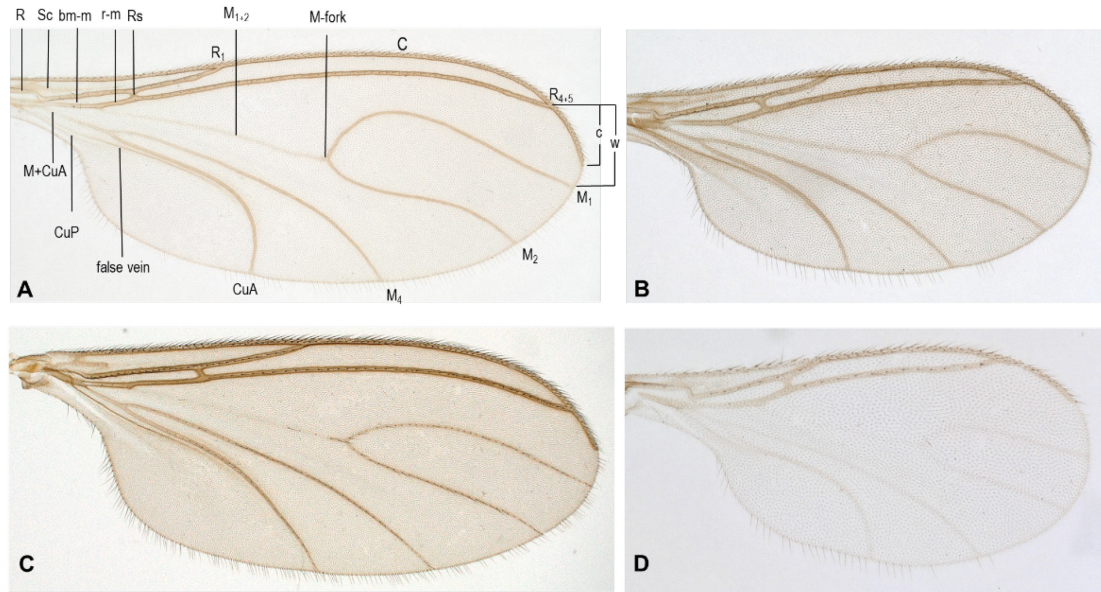 R Sc bm-m r-m Rs M₁₊₂ M-fork C
R₁
R₄₊₅
c w
M+CuA
M₁
CuP
M₂
false vein
CuA
M₄
A
B
C
D